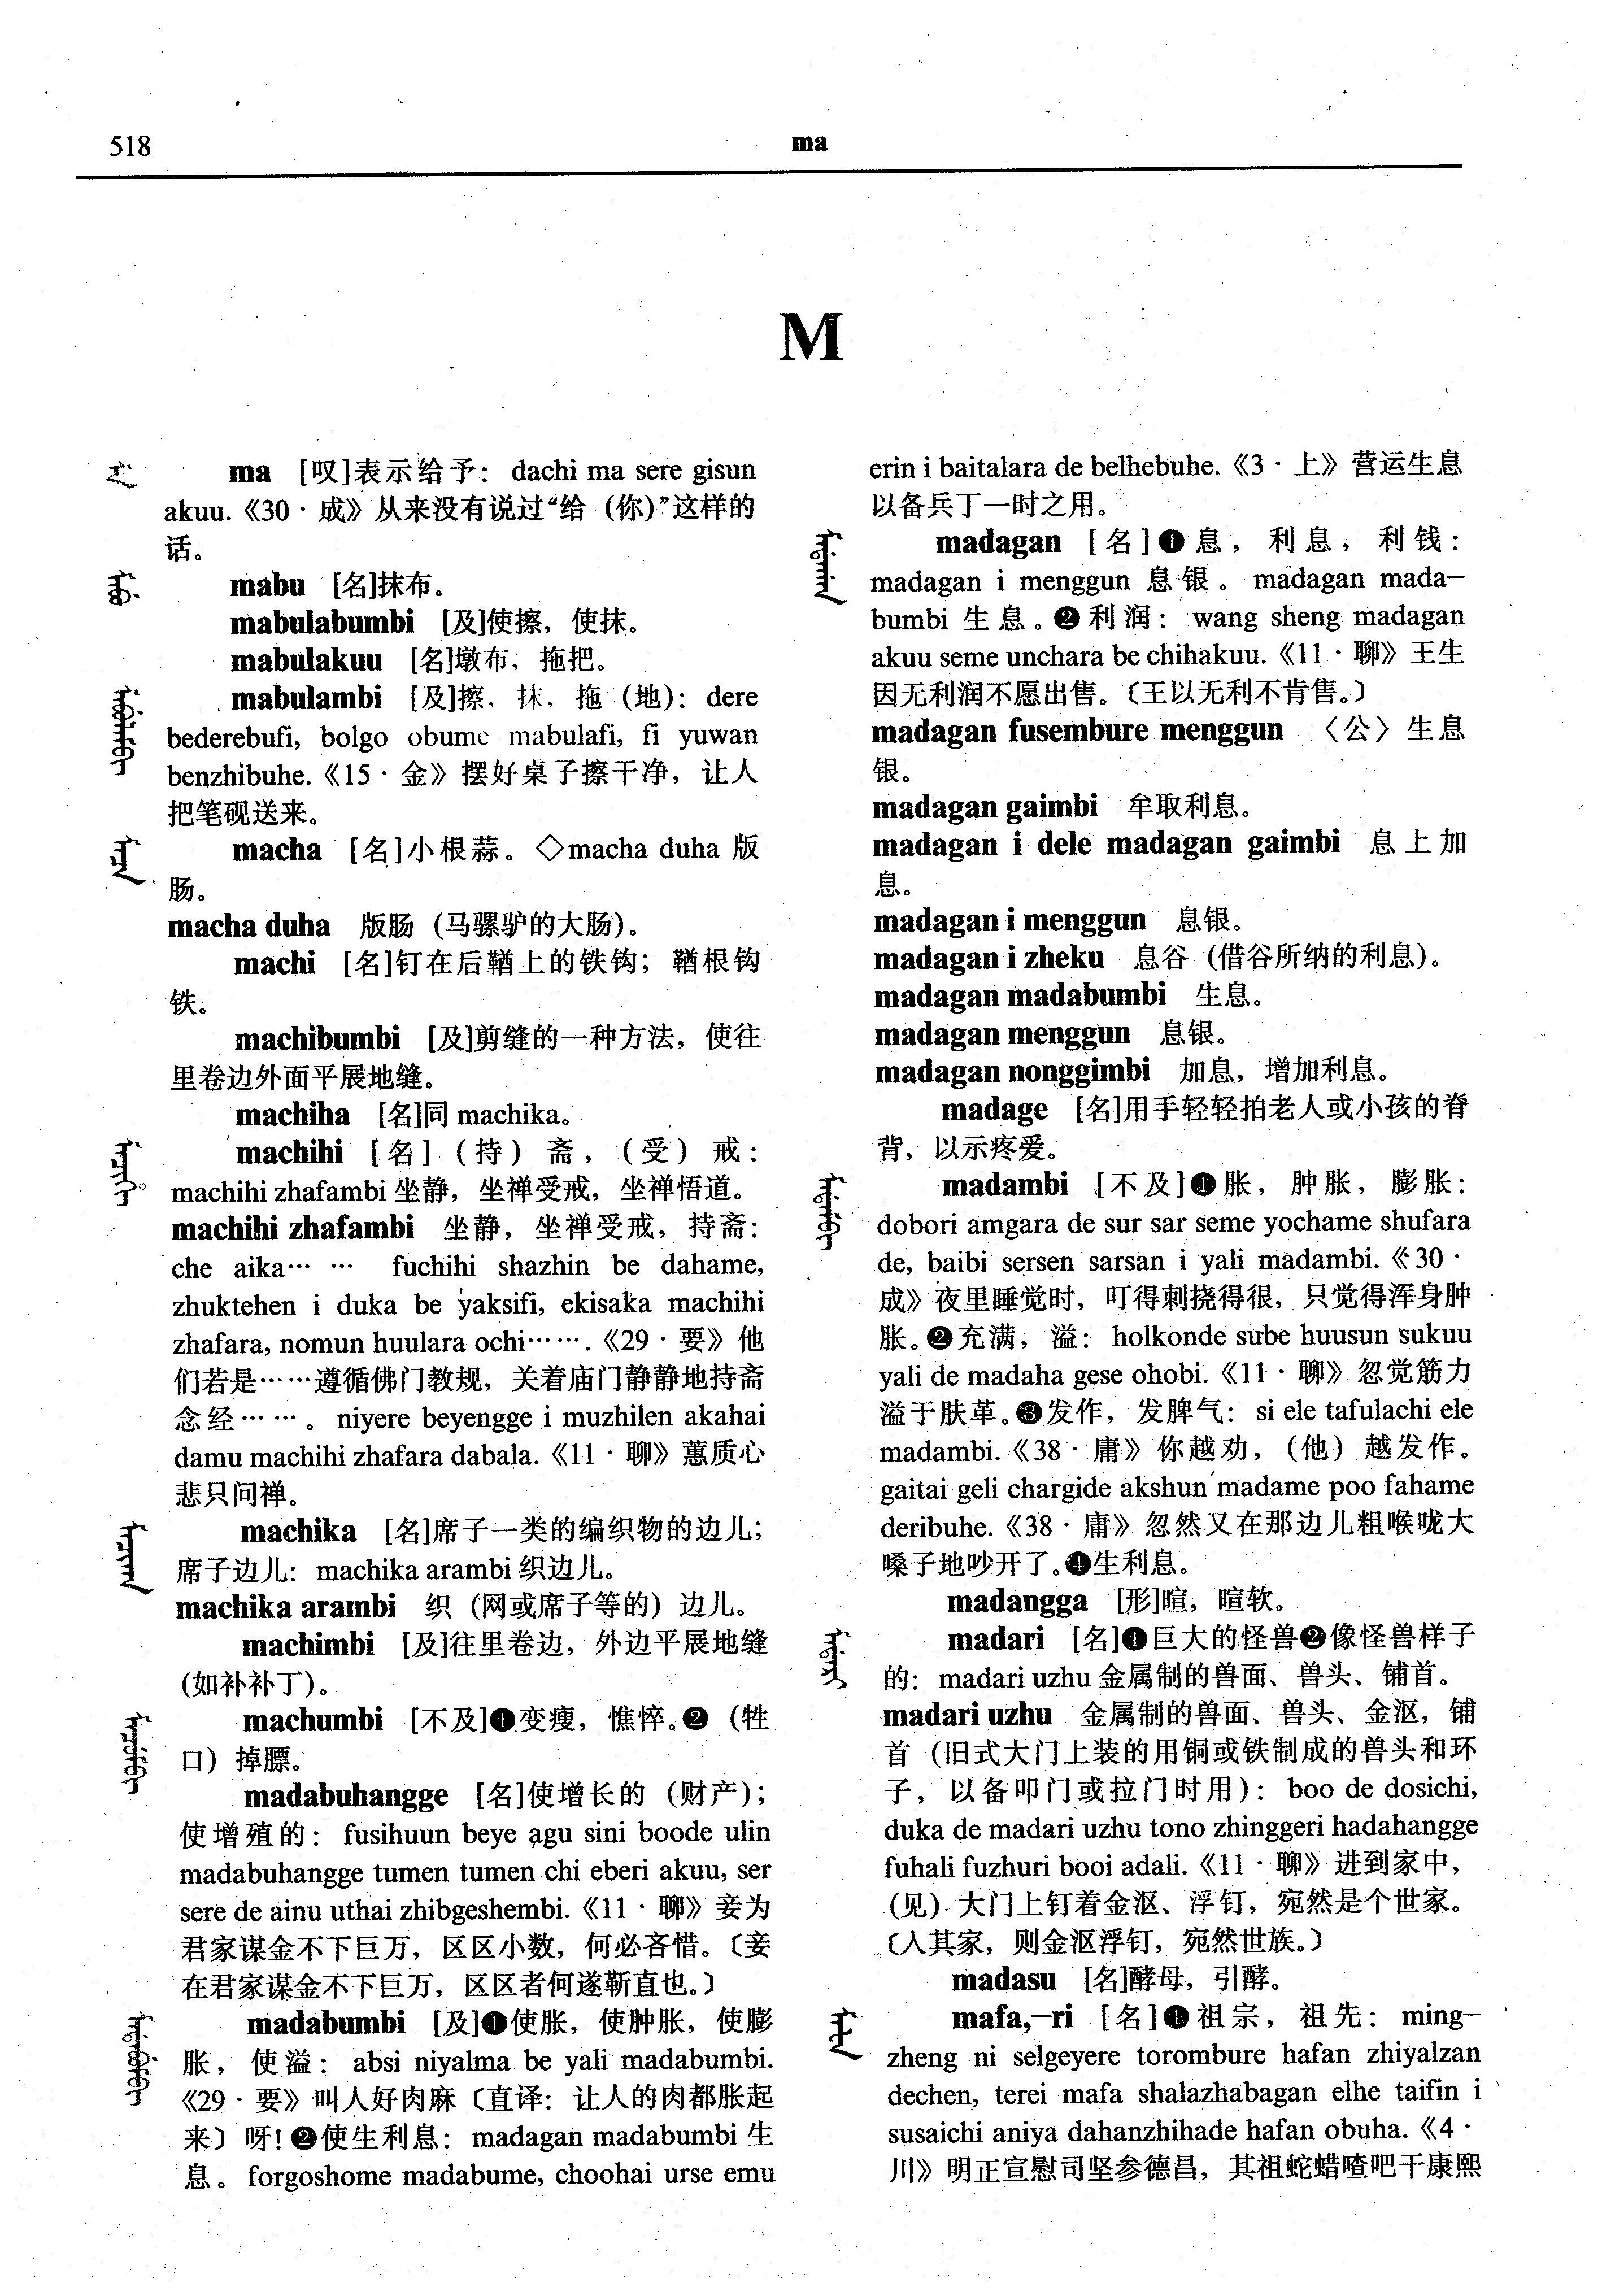 518
ma
M
ma [叹]表示给予：dachi ma sere gisun
akuu.《30·成》从来没有说过“给（你）”这样的
话。
mabu [名]抹布。
mabulabumbi [及]使擦，使抹。
mabulakuu [名]墩布，拖把。
mabulambi [及]擦，抹，拖（地）：dere
bederebufi, bolgo obume mabulafi, fi yuwan
benzhibuhe.《15·金》摆好桌子擦干净，让人
把笔砚送来。
macha [名]小根蒜。◇macha duha 版
肠。
macha duha 版肠（马骡驴的大肠）。
machi [名]钉在后鞧上的铁钩；鞧根钩
铁。
machibumbi [及]剪缝的一种方法，使往
里卷边外面平展地缝。
machiha [名]同 machika。
machihi [名]（持）斋，（受）戒：
machihi zhafambi 坐静，坐禅受戒，坐禅悟道。
machihi zhafambi 坐静，坐禅受戒，持斋：
che aika…… fuchihi shazhin be dahame,
zhuktehen i duka be yaksifi, ekisaka machihi
zhafara, nomun huulara ochi…….《29·要》他
们若是……遵循佛门教规，关着庙门静静地持斋
念经……。niyere beyengge i muzhilen akahai
damu machihi zhafara dabala.《11·聊》蕙质心
悲只问禅。
machika [名]席子一类的编织物的边儿；
席子边儿：machika arambi 织边儿。
machika arambi 织（网或席子等的）边儿。
machimbi [及]往里卷边，外边平展地缝
（如补补丁）。
machumbi [不及]❶变瘦，憔悴。❷（牲
口）掉膘。
madabuhangge [名]使增长的（财产）；
使增殖的：fusihuun beye agu sini boode ulin
madabuhangge tumen tumen chi eberi akuu, ser
sere de ainu uthai zhibgeshembi.《11·聊》妾为
君家谋金不下巨万，区区小数，何必吝惜。〔妾
在君家谋金不下巨万，区区者何遂靳直也。〕
madabumbi [及]❶使胀，使肿胀，使膨
胀，使溢：absi niyalma be yali madabumbi.
《29·要》叫人好肉麻〔直译：让人的肉都胀起
来〕呀！❷使生利息：madagan madabumbi 生
息。forgoshome madabume, choohai urse emu
erin i baitalara de belhebuhe.《3·上》营运生息
以备兵丁一时之用。
madagan [名]❶息，利息，利钱：
madagan i menggun 息银。madagan mada-
bumbi 生息。❷利润：wang sheng madagan
akuu seme unchara be chihakuu.《11·聊》王生
因无利润不愿出售。〔王以无利不肯售。〕
madagan fusembure menggun 〈公〉生息
银。
madagan gaimbi 牟取利息。
madagan i dele madagan gaimbi 息上加
息。
madagan i menggun 息银。
madagan i zheku 息谷（借谷所纳的利息）。
madagan madabumbi 生息。
madagan menggun 息银。
madagan nonggimbi 加息，增加利息。
madage [名]用手轻轻拍老人或小孩的脊
背，以示疼爱。
madambi [不及]❶胀，肿胀，膨胀：
dobori amgara de sur sar seme yochame shufara
de, baibi sersen sarsan i yali madambi.《30·
成》夜里睡觉时，叮得刺挠得很，只觉得浑身肿
胀。❷充满，溢：holkonde sube huusun sukuu
yali de madaha gese ohobi.《11·聊》忽觉筋力
溢于肤革。❸发作，发脾气：si ele tafulachi ele
madambi.《38·庸》你越劝，（他）越发作。
gaitai geli chargide akshun madame poo fahame
deribuhe.《38·庸》忽然又在那边儿粗喉咙大
嗓子地吵开了。❹生利息。
madangga [形]暄，暄软。
madari [名]❶巨大的怪兽❷像怪兽样子
的：madari uzhu 金属制的兽面、兽头、铺首。
madari uzhu 金属制的兽面、兽头、金沤，铺
首（旧式大门上装的用铜或铁制成的兽头和环
子，以备叩门或拉门时用）：boo de dosichi,
duka de madari uzhu tono zhinggeri hadahangge
fuhali fuzhuri booi adali.《11·聊》进到家中，
（见）大门上钉着金沤、浮钉，宛然是个世家。
〔入其家，则金沤浮钉，宛然世族。〕
madasu [名]酵母，引酵。
mafa,-ri [名]❶祖宗，祖先：ming-
zheng ni selgeyere torombure hafan zhiyalzan
dechen, terei mafa shalazhabagan elhe taifin i
susaichi aniya dahanzhihade hafan obuha.《4·
川》明正宣慰司坚参德昌，其祖蛇蜡喳吧于康熙